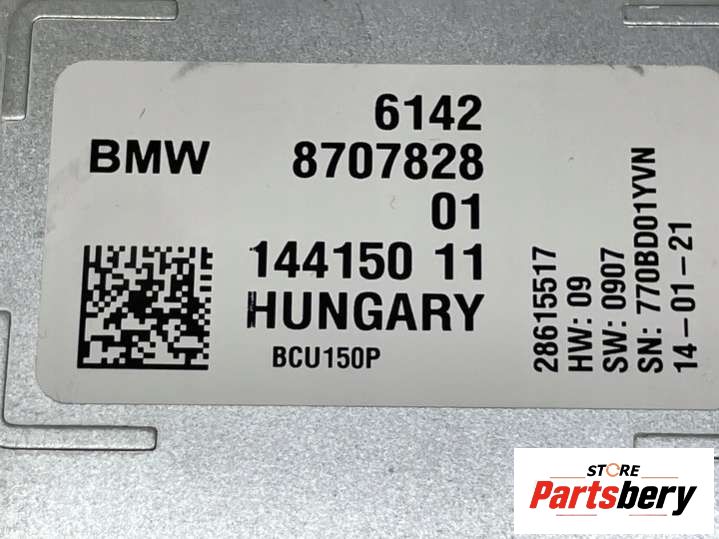 6142
BMW 8707828
01
144150 11
HUNGARY
BCU150P
28615517
HW: 09
SW: 0907
SN: 770BD01YVN
14-01-21
STORE
Partsbery